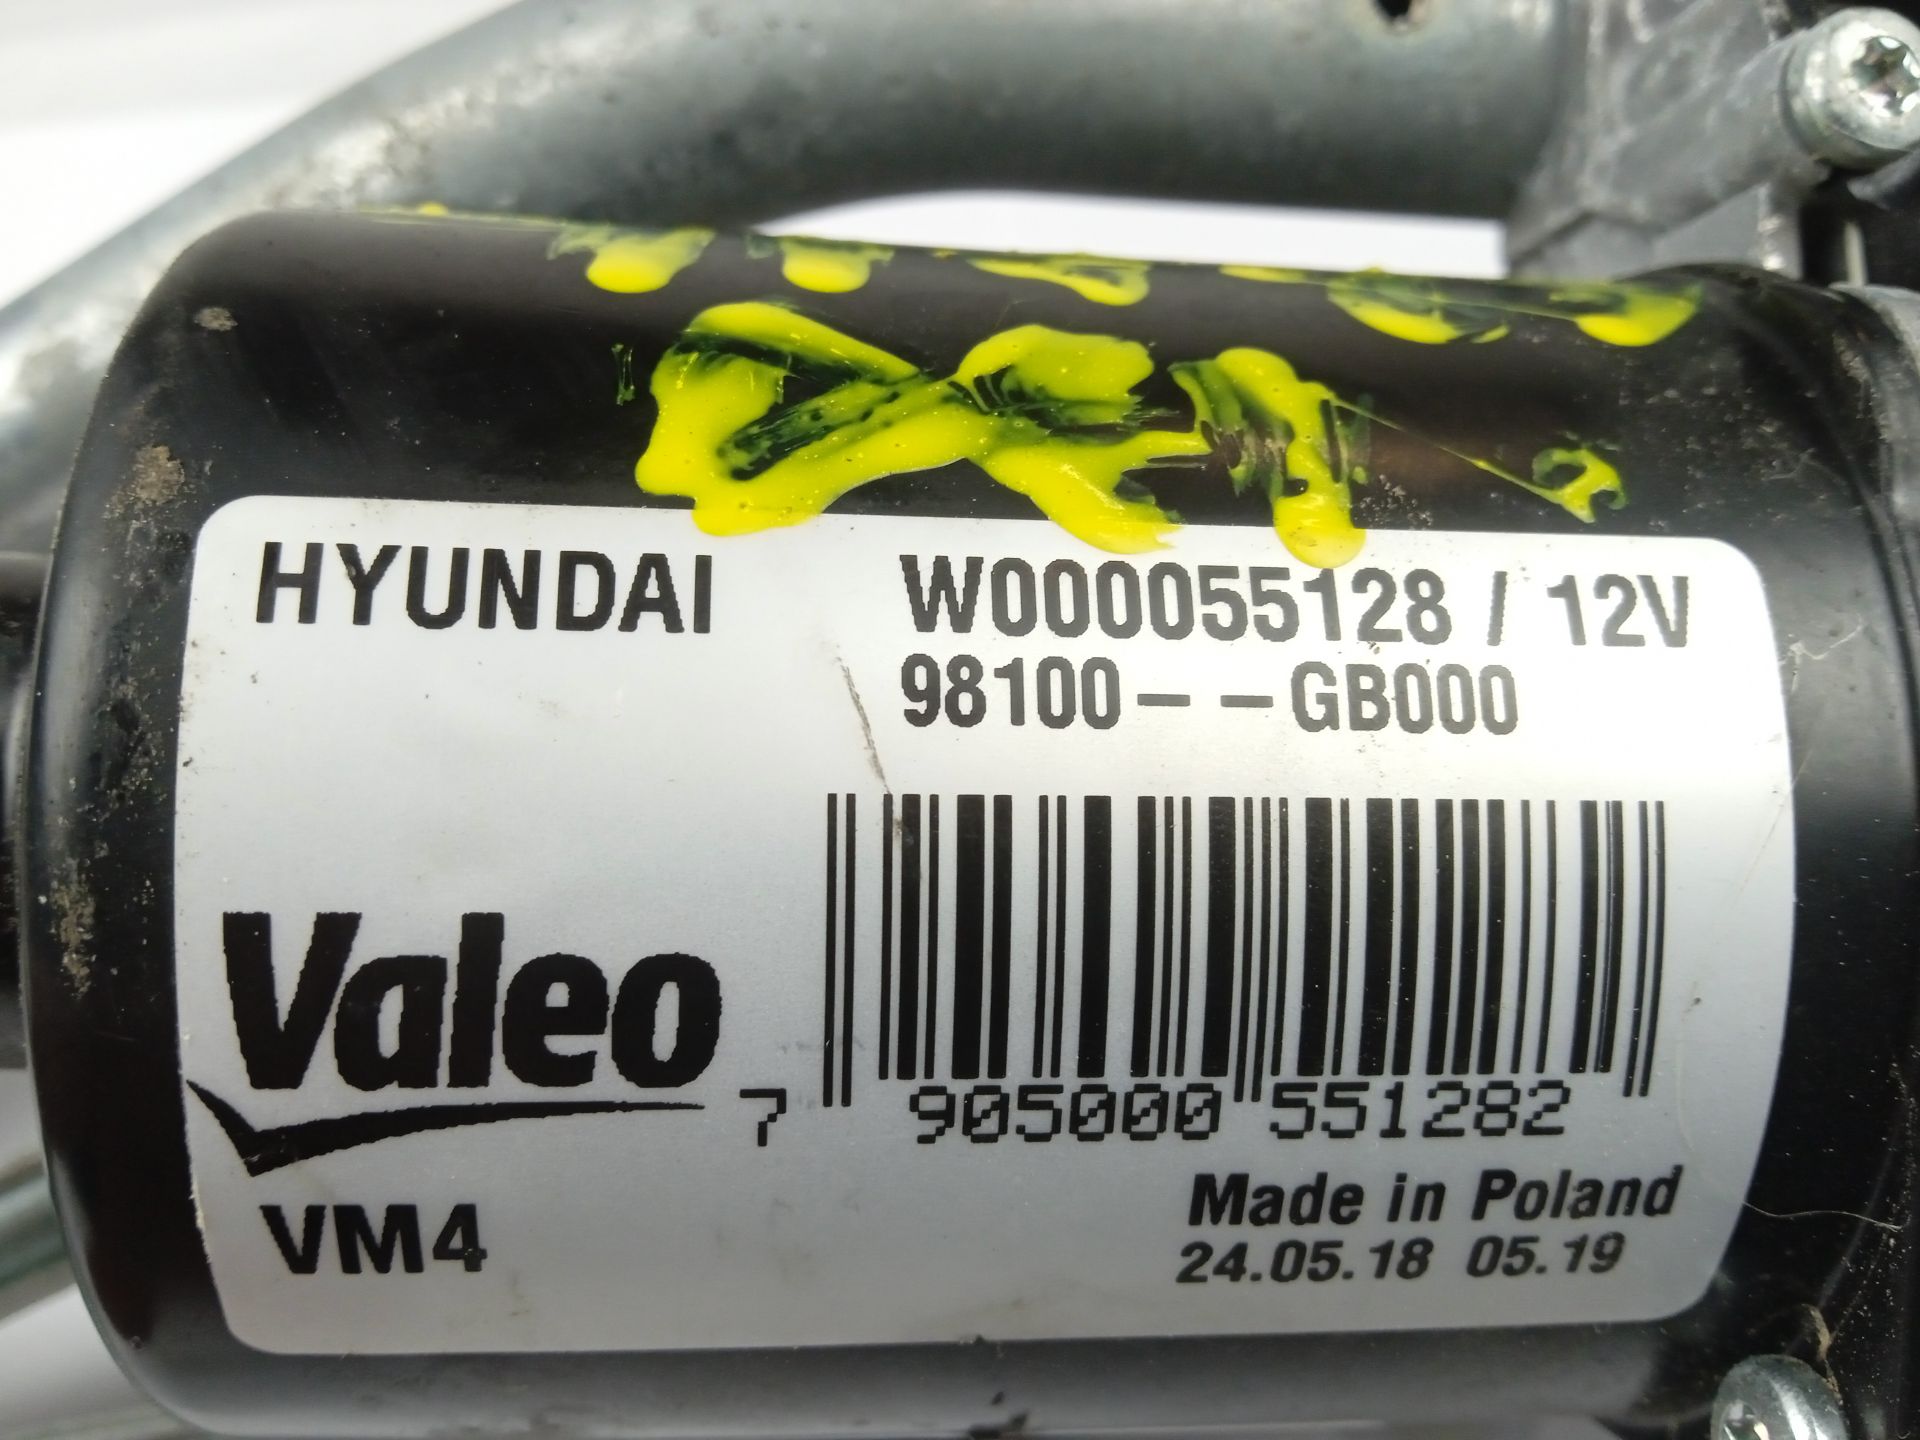 HYUNDAI
W000055128 / 12V
98100--GB000
Valeo
7 905000 551282
VM4
Made in Poland
24.05.18 05.19